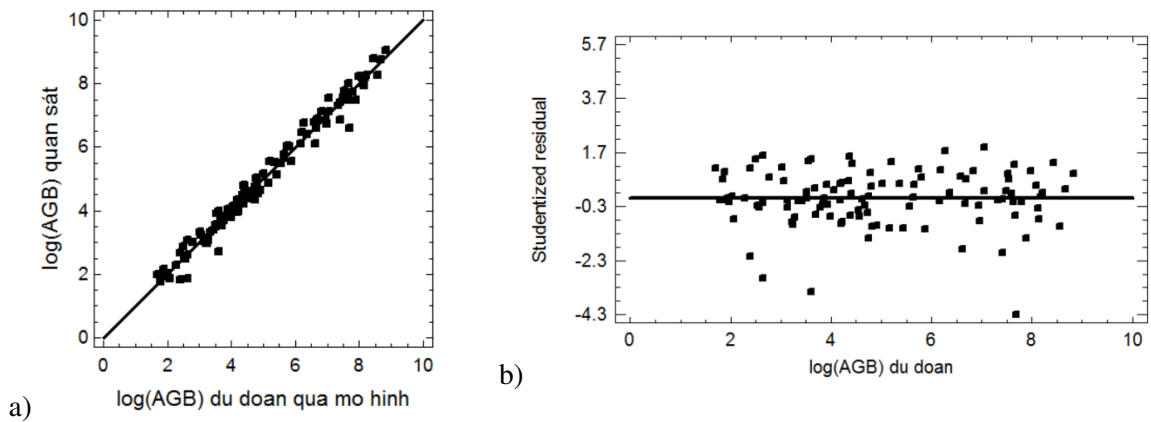 10
8
6
4
2
0
log(AGB) quan sát
0 2 4 6 8 10
log(AGB) du doan qua mo hinh
a)
5.7
3.7
1.7
-0.3
-2.3
-4.3
Studentized residual
0 2 4 6 8 10
log(AGB) du doan
b)